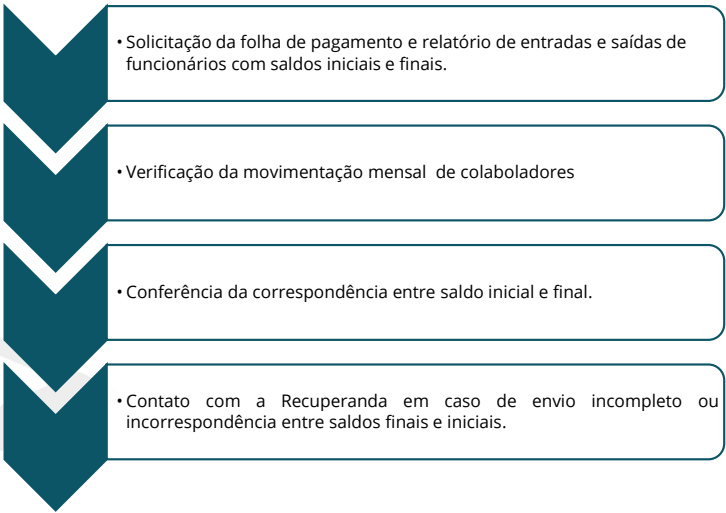 • Solicitação da folha de pagamento e relatório de entradas e saídas de
funcionários com saldos iniciais e finais.
• Verificação da movimentação mensal de colaboladores
• Conferência da correspondência entre saldo inicial e final.
• Contato com a Recuperanda em caso de envio incompleto ou
incorrespondência entre saldos finais e iniciais.